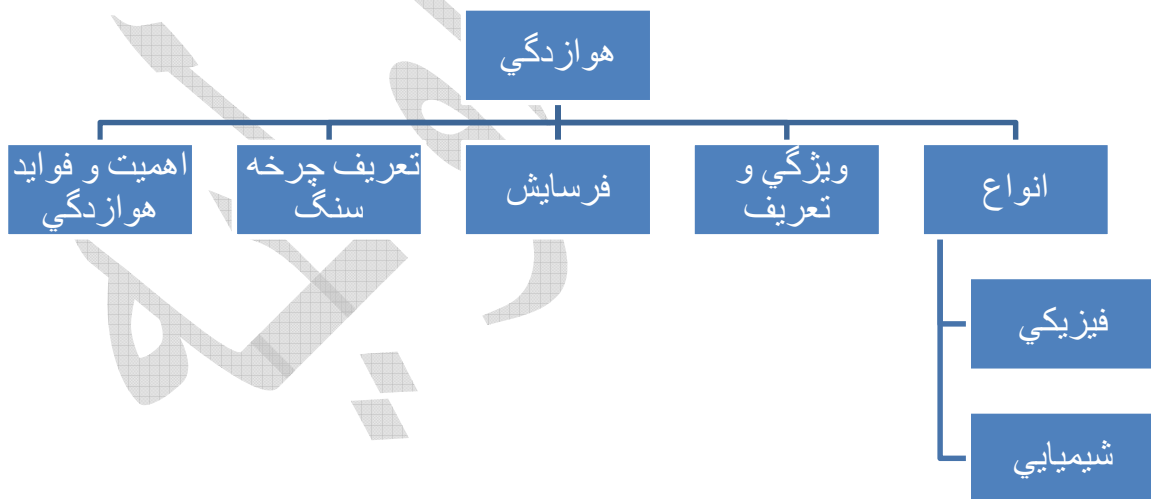 هوازدگي
انواع
ويژگي و
تعريف
فرسايش
تعريف چرخه
سنگ
اهميت و فوايد
هوازدگي
فيزيكي
شيميايي